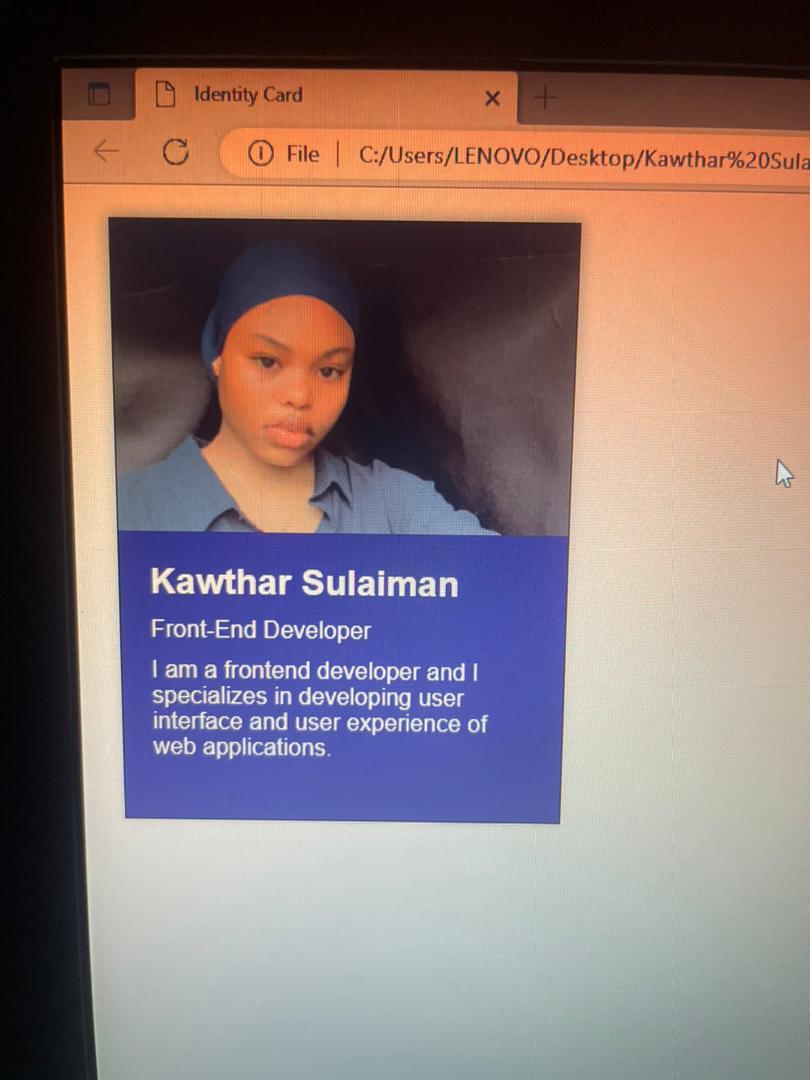 Identity Card
File | C:/Users/LENOVO/Desktop/Kawthar%20Sula
Kawthar Sulaiman
Front-End Developer
I am a frontend developer and I
specializes in developing user
interface and user experience of
web applications.